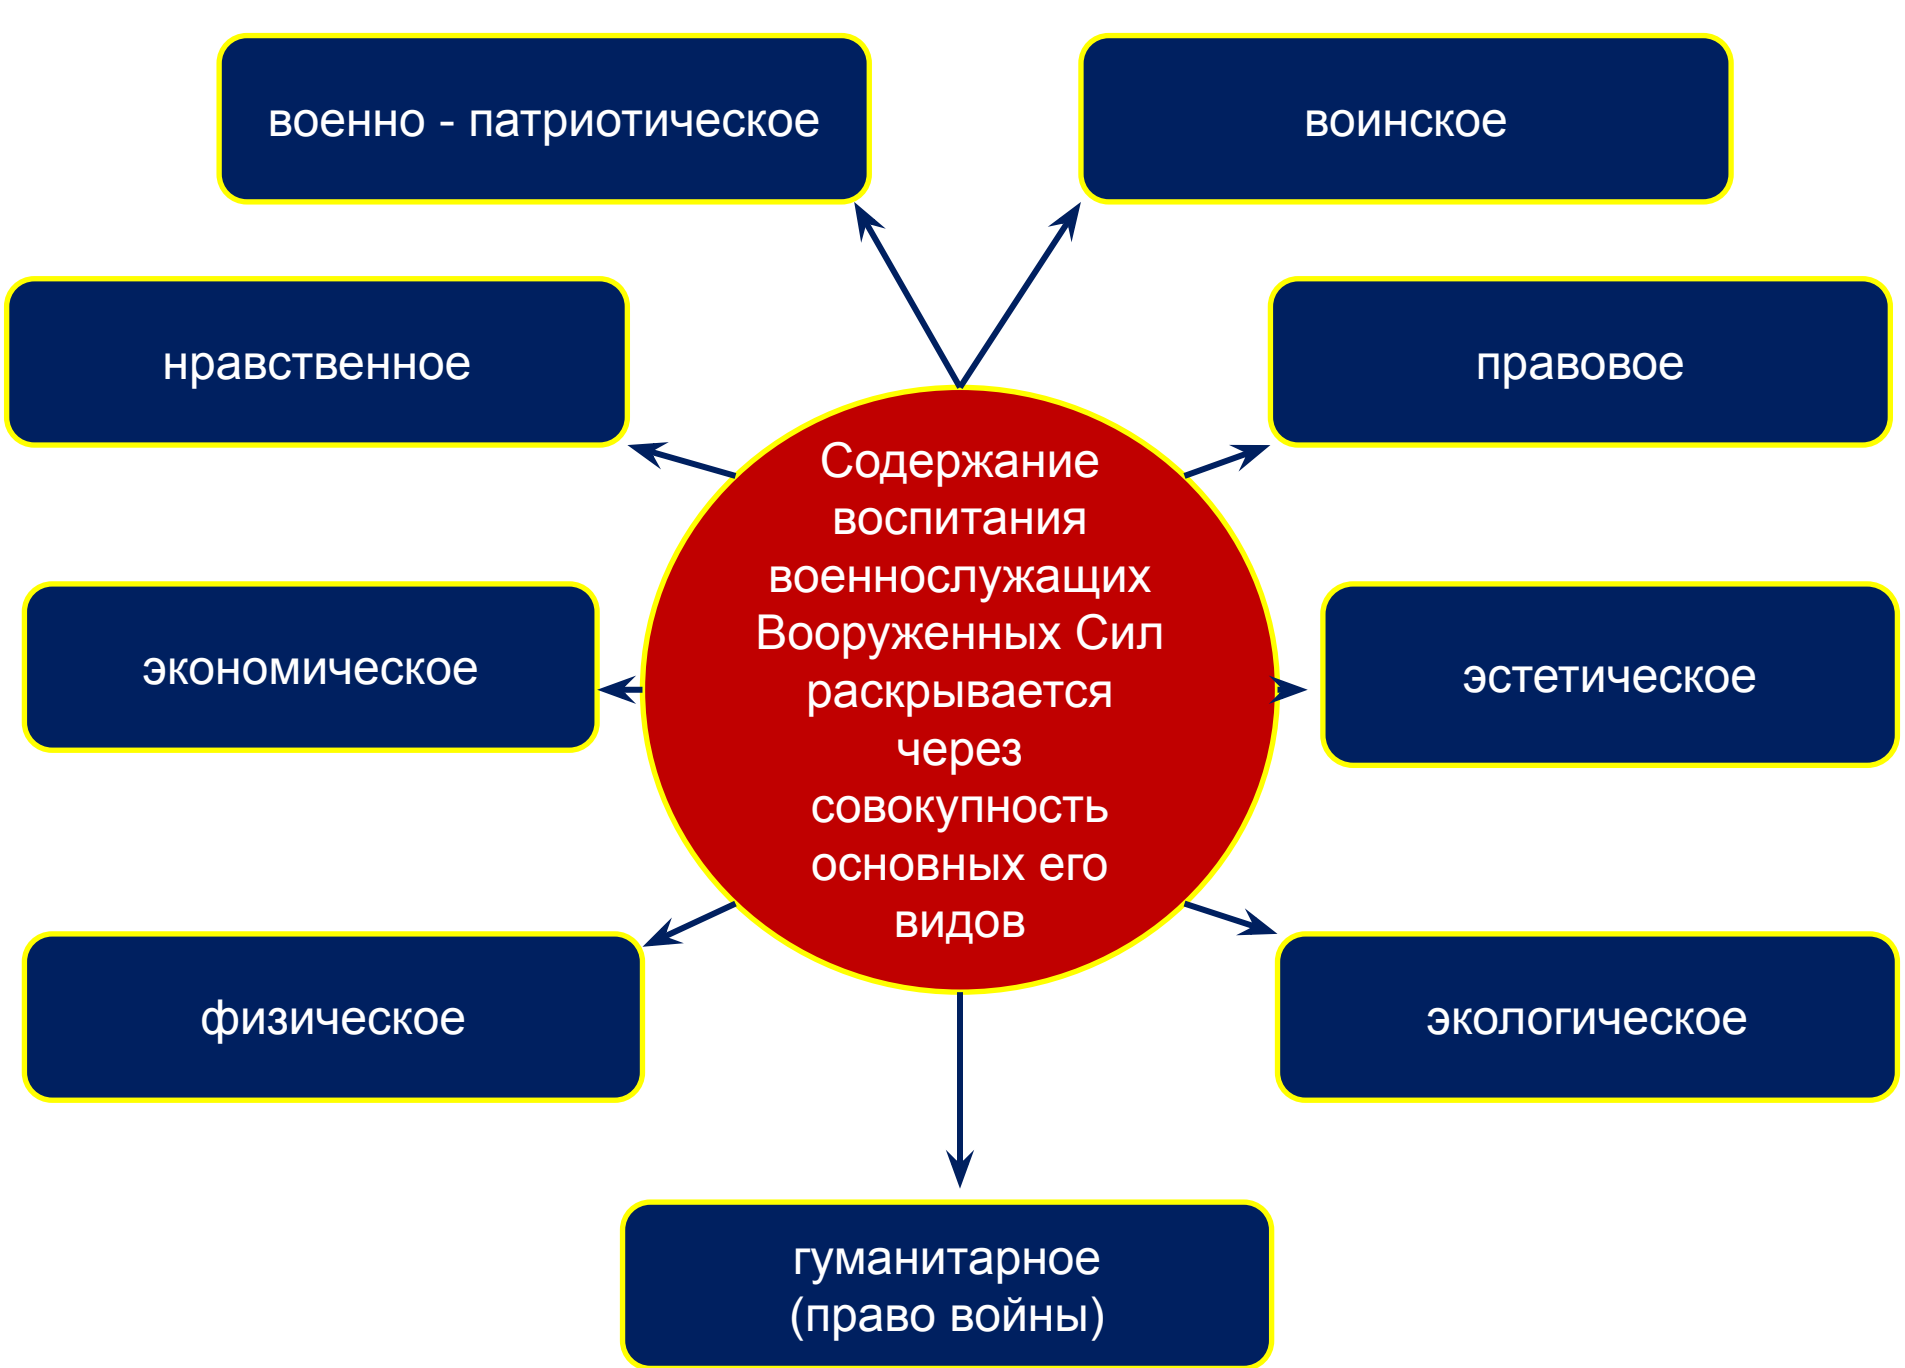 военно - патриотическое
воинское
нравственное
правовое
Содержание
воспитания
военнослужащих
Вооруженных Сил
раскрывается
через
совокупность
основных его
видов
экономическое
эстетическое
физическое
экологическое
гуманитарное
(право войны)